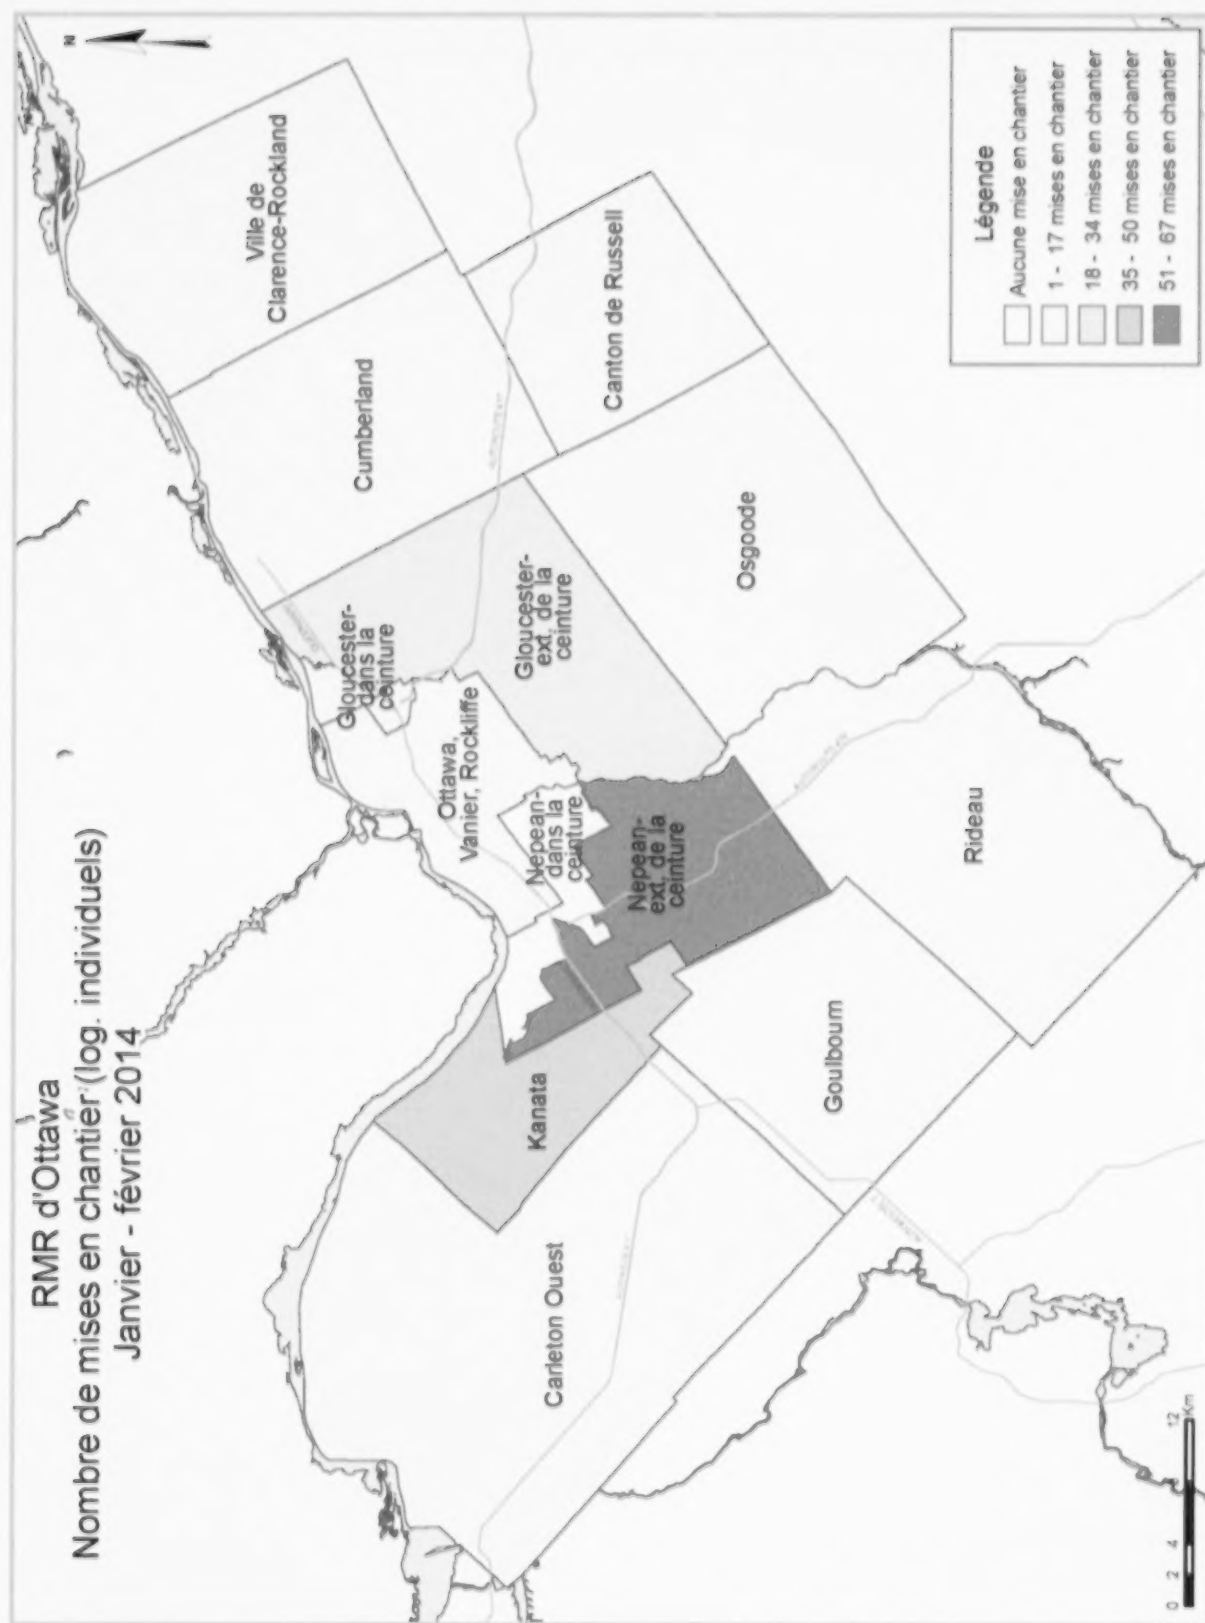 RMR d'Ottawa
Nombre de mises en chantier (log. individuels)
Janvier - février 2014
N
Ville de
Clarence-Rockland
Cumberland
Canton de Russell
Gloucester-
dans la
ceinture
Gloucester-
ext. de la
ceinture
Osgoode
Ottawa,
Vanier, Rockliffe
Nepean-
dans la
ceinture
Nepean-
ext. de la
ceinture
Rideau
Kanata
Goulbourn
Carleton Ouest
Légende
Aucune mise en chantier
1 - 17 mises en chantier
18 - 34 mises en chantier
35 - 50 mises en chantier
51 - 67 mises en chantier
0 2 4 8 12
Km